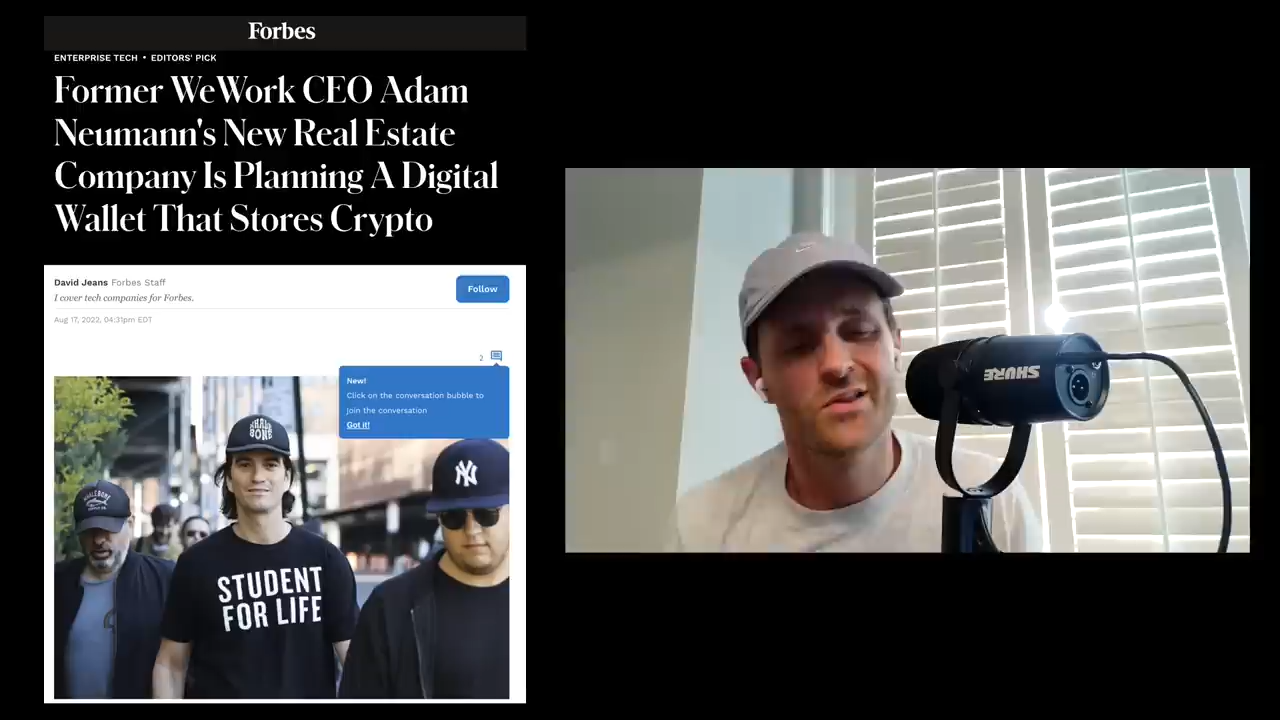 Forbes
ENTERPRISE TECH • EDITORS' PICK
Former WeWork CEO Adam
Neumann's New Real Estate
Company Is Planning A Digital
Wallet That Stores Crypto
David Jeans Forbes Staff
Follow
I cover tech companies for Forbes.
Aug 17, 2022, 04:31pm EDT
2
New!
Click on the conversation bubble to
join the conversation
Got it!
BONE
NY
STUDENT
FOR LIFE
SHURE